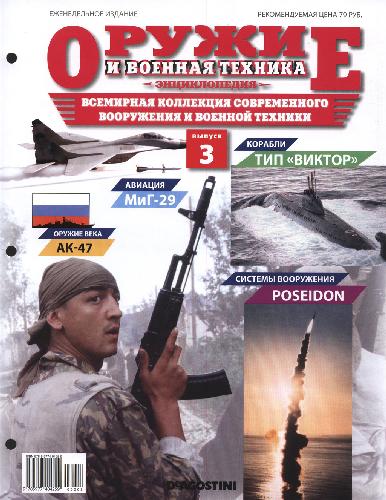 ЕЖЕНЕДЕЛЬНОЕ ИЗДАНИЕ
РЕКОМЕНДУЕМАЯ ЦЕНА 79 РУБ.
ОРУЖИЕ
И ВОЕННАЯ ТЕХНИКА
ЭНЦИКЛОПЕДИЯ
ВСЕМИРНАЯ КОЛЛЕКЦИЯ СОВРЕМЕННОГО
ВООРУЖЕНИЯ И ВОЕННОЙ ТЕХНИКИ
ВЫПУСК
3
КОРАБЛИ
ТИП «ВИКТОР»
АВИАЦИЯ
МиГ-29
ОРУЖИЕ ВЕКА
АК-47
СИСТЕМЫ ВООРУЖЕНИЯ
POSEIDON
DEAGOSTINI